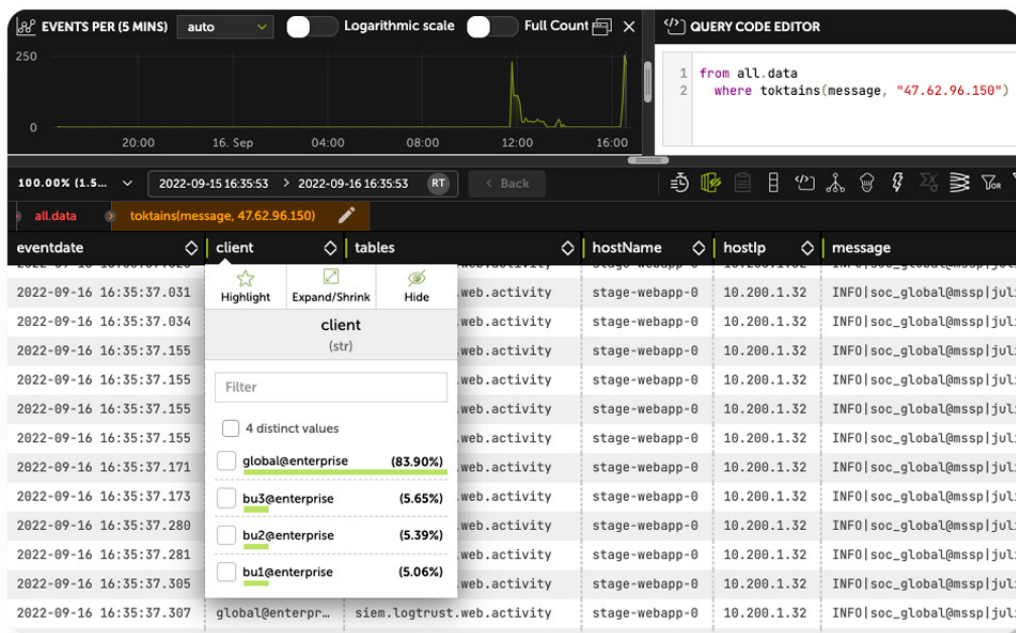 EVENTS PER (5 MINS) auto Logarithmic scale Full Count
250
0
20:00 16. Sep 04:00 08:00 12:00 16:00
QUERY CODE EDITOR
1 from all.data
2 where toktains(message, "47.62.96.150")
100.00% (1.5... 2022-09-15 16:35:53 > 2022-09-16 16:35:53 RT < Back
all.data toktains(message, 47.62.96.150)
eventdate client tables hostName hostIp message
2022-09-16 16:35:37.031 .web.activity stage-webapp-0 10.200.1.32 INFO|soc_global@mssp|juli
2022-09-16 16:35:37.034 .web.activity stage-webapp-0 10.200.1.32 INFO|soc_global@mssp|juli
2022-09-16 16:35:37.155 .web.activity stage-webapp-0 10.200.1.32 INFO|soc_global@mssp|juli
2022-09-16 16:35:37.155 .web.activity stage-webapp-0 10.200.1.32 INFO|soc_global@mssp|juli
2022-09-16 16:35:37.155 .web.activity stage-webapp-0 10.200.1.32 INFO|soc_global@mssp|juli
2022-09-16 16:35:37.155 .web.activity stage-webapp-0 10.200.1.32 INFO|soc_global@mssp|juli
2022-09-16 16:35:37.171 .web.activity stage-webapp-0 10.200.1.32 INFO|soc_global@mssp|juli
2022-09-16 16:35:37.173 .web.activity stage-webapp-0 10.200.1.32 INFO|soc_global@mssp|juli
2022-09-16 16:35:37.280 .web.activity stage-webapp-0 10.200.1.32 INFO|soc_global@mssp|juli
2022-09-16 16:35:37.281 .web.activity stage-webapp-0 10.200.1.32 INFO|soc_global@mssp|juli
2022-09-16 16:35:37.305 .web.activity stage-webapp-0 10.200.1.32 INFO|soc_global@mssp|juli
2022-09-16 16:35:37.307 global@enterpr... siem.logtrust.web.activity stage-webapp-0 10.200.1.32 INFO|soc_global@mssp|juli
Highlight Expand/Shrink Hide
client
(str)
Filter
4 distinct values
global@enterprise (83.90%)
bu3@enterprise (5.65%)
bu2@enterprise (5.39%)
bu1@enterprise (5.06%)